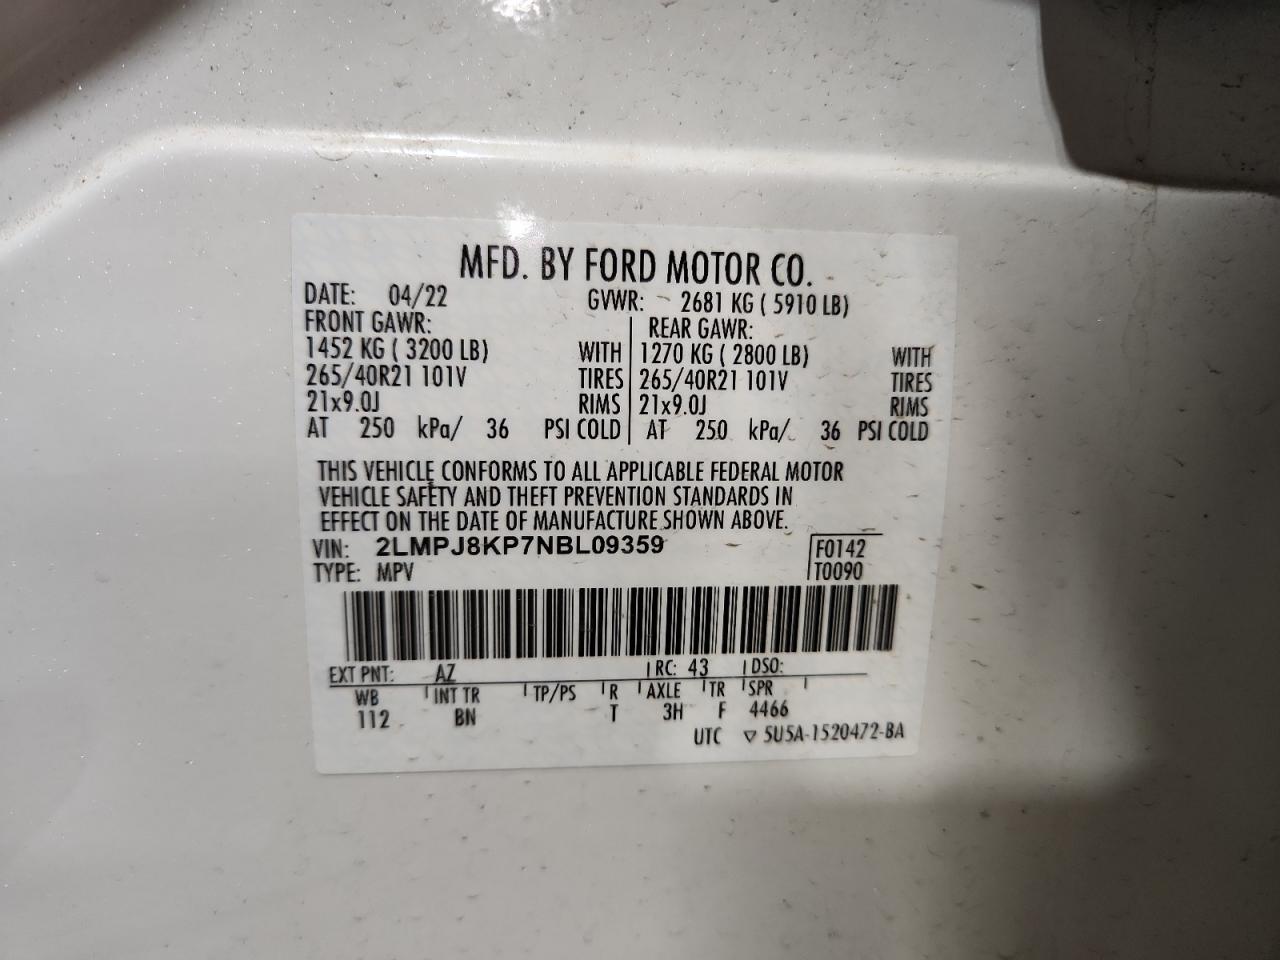 MFD. BY FORD MOTOR CO.
DATE: 04/22 GVWR: 2681 KG ( 5910 LB)
FRONT GAWR: REAR GAWR:
1452 KG ( 3200 LB) WITH 1270 KG ( 2800 LB) WITH
265/40R21 101V TIRES 265/40R21 101V TIRES
21x9.0J RIMS 21x9.0J RIMS
AT 250 kPa/ 36 PSI COLD AT 250 kPa/ 36 PSI COLD
THIS VEHICLE CONFORMS TO ALL APPLICABLE FEDERAL MOTOR
VEHICLE SAFETY AND THEFT PREVENTION STANDARDS IN
EFFECT ON THE DATE OF MANUFACTURE SHOWN ABOVE.
VIN: 2LMPJ8KP7NBL09359 F0142
TYPE: MPV T0090
EXT PNT: AZ RC: 43 DSO:
WB INT TR TP/PS R AXLE TR SPR
112 BN T 3H F 4466
UTC ▽ 5U5A-1520472-BA